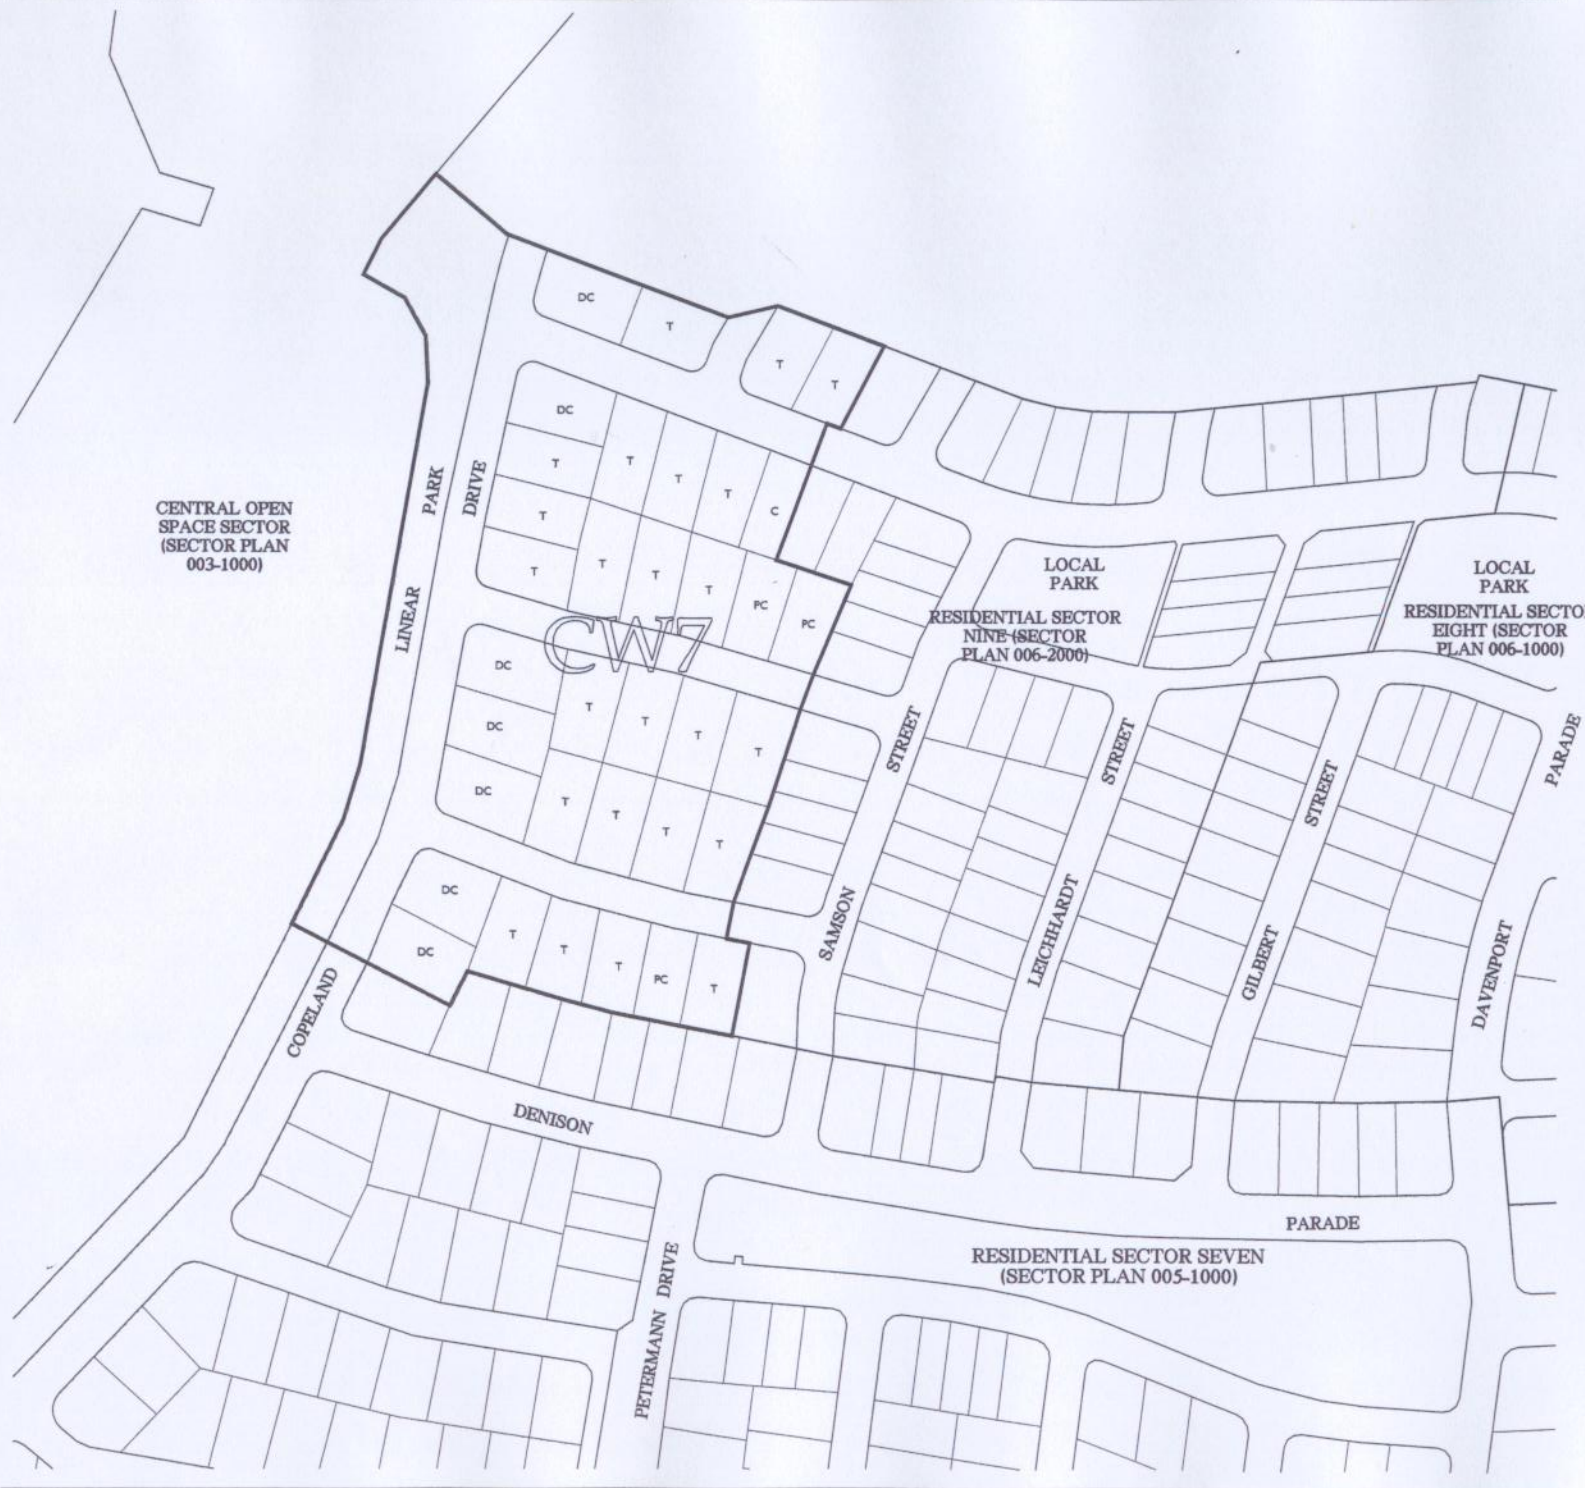 DC
T
T
T
DC
T
T
T
T
T
C
T
T
T
T
T
PC
PC
CENTRAL OPEN
SPACE SECTOR
(SECTOR PLAN
003-1000)
LINEAR
PARK
DRIVE
CW7
LOCAL
PARK
RESIDENTIAL SECTOR
NINE (SECTOR
PLAN 006-2000)
LOCAL
PARK
RESIDENTIAL SECTO
EIGHT (SECTOR
PLAN 006-1000)
DC
T
T
T
T
DC
DC
T
T
T
T
DC
DC
T
T
T
PC
T
SAMSON
STREET
LEICHHARDT
STREET
GILBERT
STREET
DAVENPORT
PARADE
COPELAND
DENISON
PARADE
PETERMANN DRIVE
RESIDENTIAL SECTOR SEVEN
(SECTOR PLAN 005-1000)